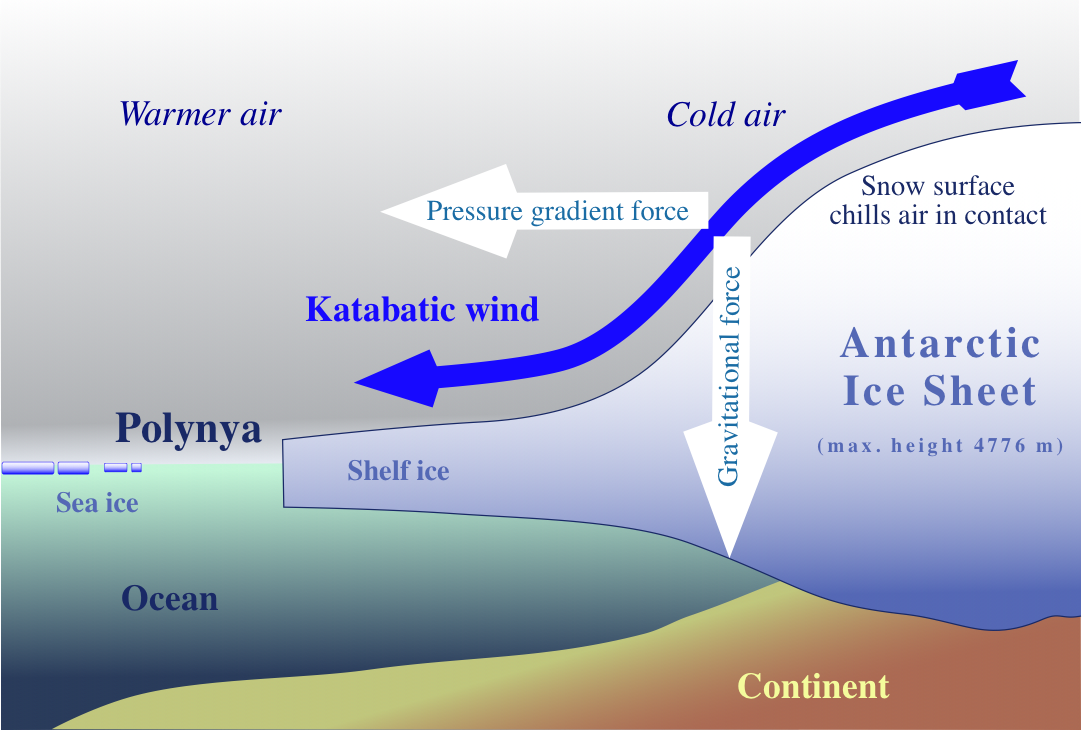 Warmer air
Cold air
Snow surface
chills air in contact
Pressure gradient force
Katabatic wind
Gravitational force
Antarctic
Ice Sheet
(max. height 4776 m)
Polynya
Shelf ice
Sea ice
Ocean
Continent